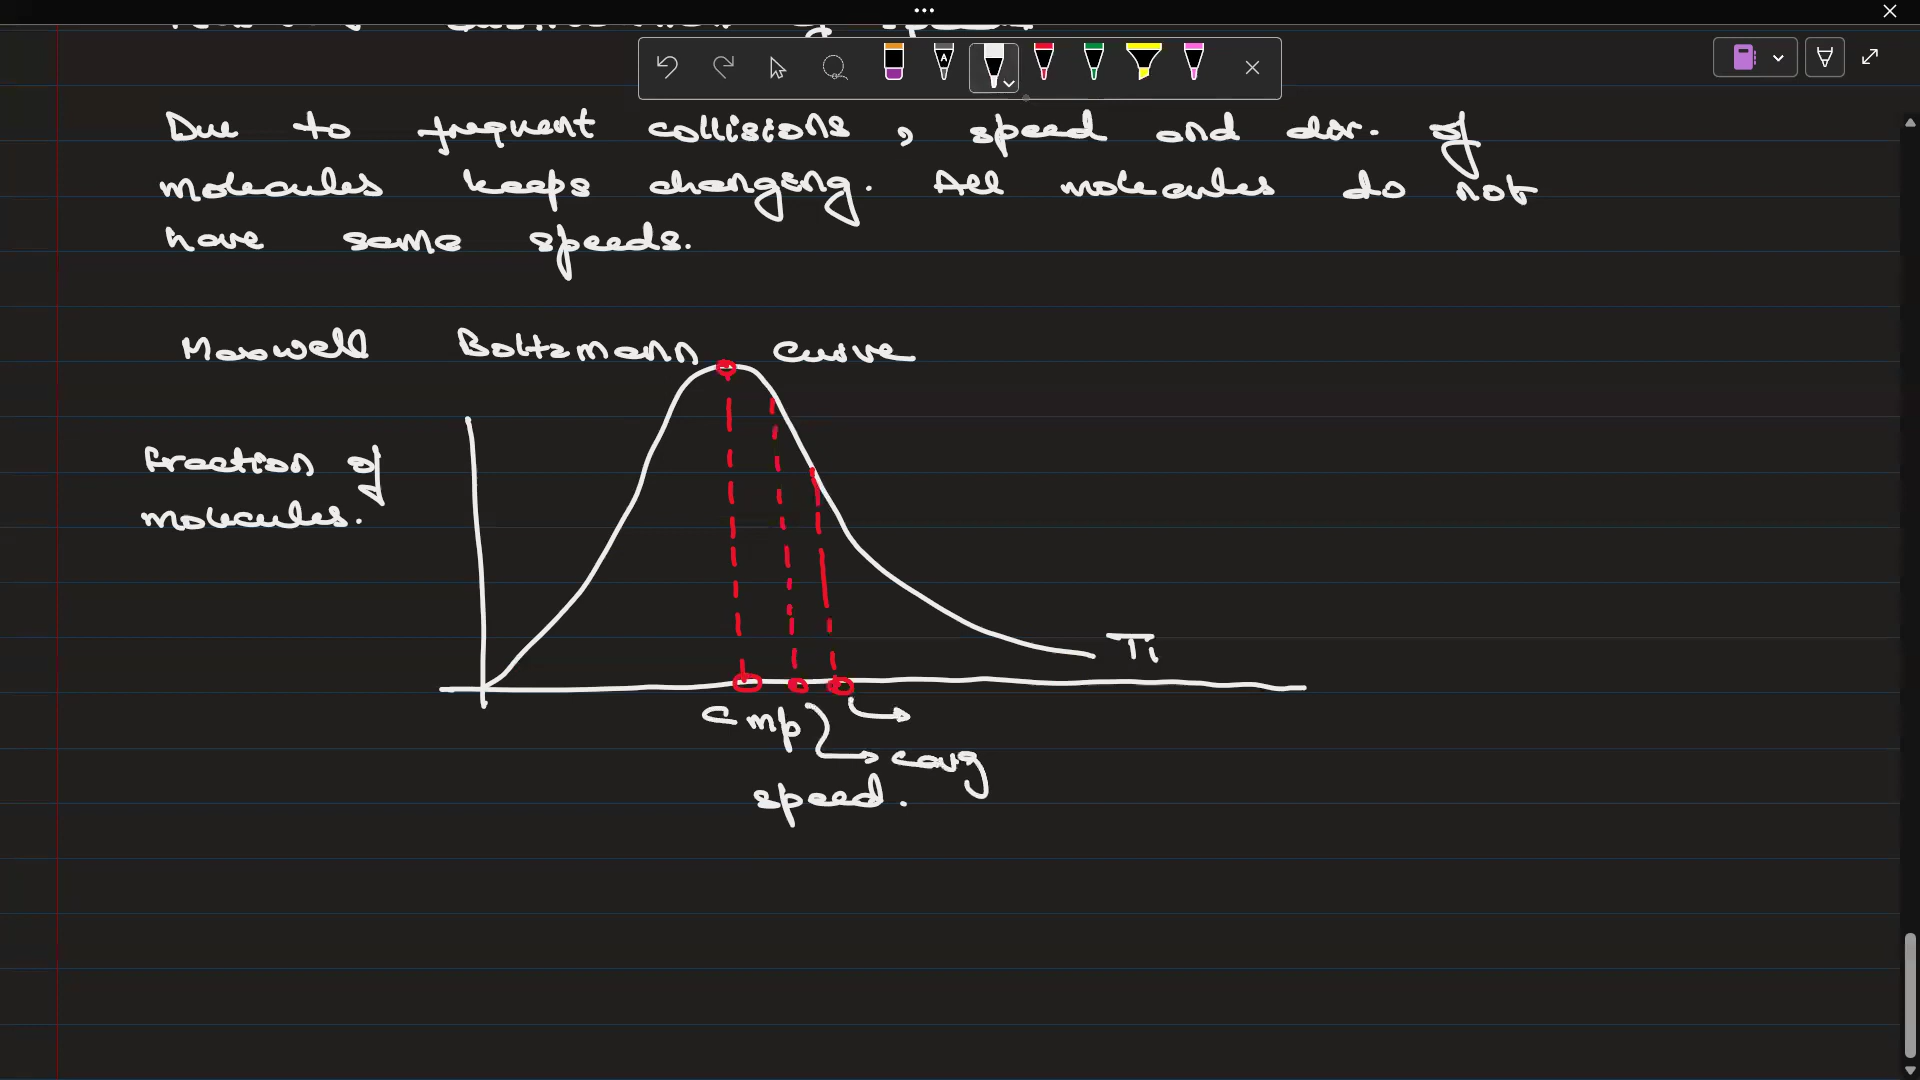 Due to frequent collisions, speed and dir. of
molecules keeps changing. All molecules do not
have same speeds.
Maxwell Boltzmann Curve
fraction of
molecules.
T1
Cmp
Cavg
speed.